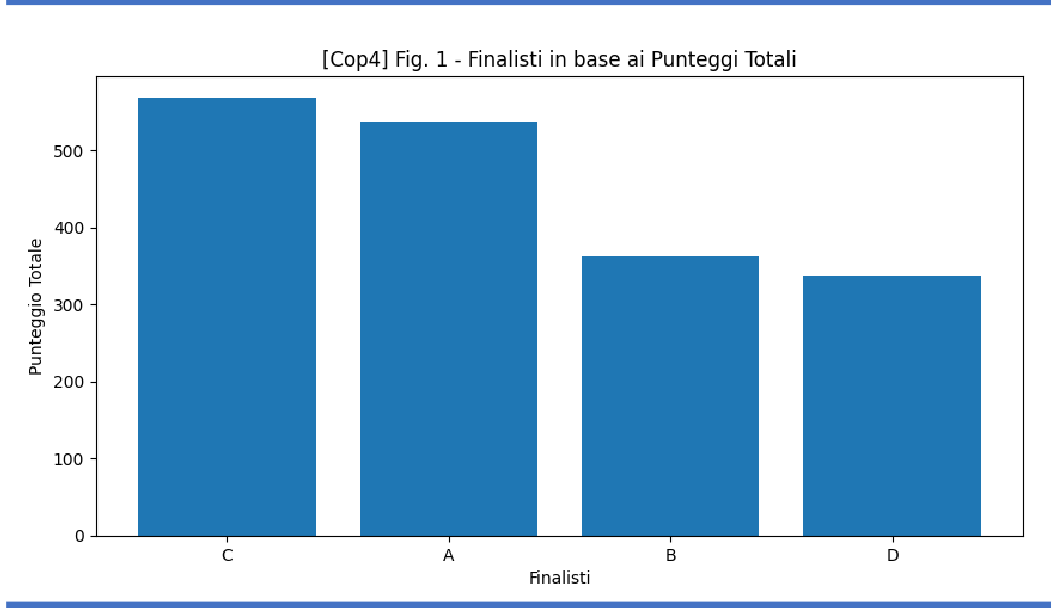 [Cop4] Fig. 1 - Finalisti in base ai Punteggi Totali
Punteggio Totale
500
400
300
200
100
0
C A B D
Finalisti